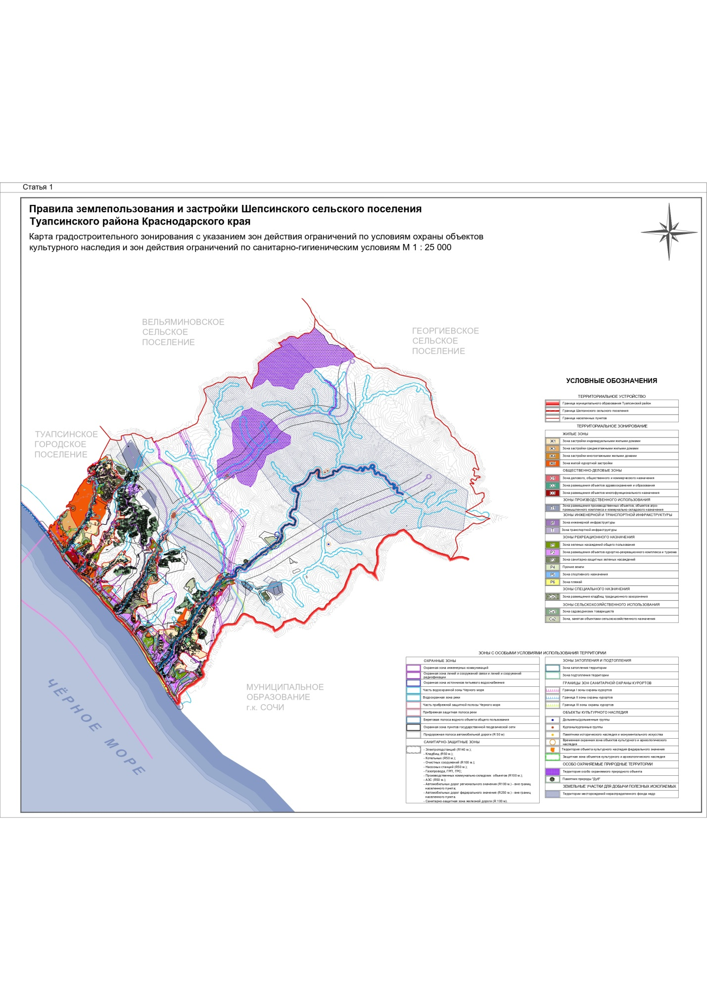 Статья 1
Правила землепользования и застройки Шепсинского сельского поселения
Туапсинского района Краснодарского края
Карта градостроительного зонирования с указанием зон действия ограничений по условиям охраны объектов
культурного наследия и зон действия ограничений по санитарно-гигиеническим условиям М 1 : 25 000
ВЕЛЬЯМИНОВСКОЕ
СЕЛЬСКОЕ
ПОСЕЛЕНИЕ
ГЕОРГИЕВСКОЕ
СЕЛЬСКОЕ
ПОСЕЛЕНИЕ
ТУАПСИНСКОЕ
ГОРОДСКОЕ
ПОСЕЛЕНИЕ
МУНИЦИПАЛЬНОЕ
ОБРАЗОВАНИЕ
г.к. СОЧИ
ЧЁРНОЕ МОРЕ
УСЛОВНЫЕ ОБОЗНАЧЕНИЯ
ТЕРРИТОРИАЛЬНОЕ УСТРОЙСТВО
Граница муниципального образования Туапсинский район
Граница Шепсинского сельского поселения
Граница населенных пунктов
ТЕРРИТОРИАЛЬНОЕ ЗОНИРОВАНИЕ
ЖИЛЫЕ ЗОНЫ
Ж1 Зона застройки индивидуальными жилыми домами
Ж3 Зона застройки среднеэтажными жилыми домами
Ж4 Зона застройки многоэтажными жилыми домами
Ж6 Зона жилой курортной застройки
ОБЩЕСТВЕННО-ДЕЛОВЫЕ ЗОНЫ
О1 Зона делового, общественного и коммерческого назначения
О2 Зона размещения объектов здравоохранения и образования
О3 Зона размещения объектов многофункционального назначения
ЗОНЫ ПРОИЗВОДСТВЕННОГО ИСПОЛЬЗОВАНИЯ
П1 Зона размещения производственных объектов, объектов агро-
промышленного комплекса и коммунально-складского назначения
ЗОНЫ ИНЖЕНЕРНОЙ И ТРАНСПОРТНОЙ ИНФРАКСТРУКТУРЫ
И Зона инженерной инфраструктуры
Т Зона транспортной инфраструктуры
ЗОНЫ РЕКРЕАЦИОННОГО НАЗНАЧЕНИЯ
Р1 Зона зеленых насаждений общего пользования
Р2 Зона размещения объектов курортно-рекреационного комплекса и туризма
Р3 Зона санитарно-защитных зеленых насаждений
Р4 Прочие земли
Р5 Зона спортивного назначения
Р6 Зона пляжей
ЗОНЫ СПЕЦИАЛЬНОГО НАЗНАЧЕНИЯ
Сп2 Зона размещения кладбищ традиционного захоронения
ЗОНЫ СЕЛЬСКОХОЗЯЙСТВЕННОГО ИСПОЛЬЗОВАНИЯ
Сх1 Зона садоводческих товариществ
Сх2 Зона, занятая объектами сельскохозяйственного назначения
ЗОНЫ С ОСОБЫМИ УСЛОВИЯМИ ИСПОЛЬЗОВАНИЯ ТЕРРИТОРИИ
ОХРАННЫЕ ЗОНЫ
Охранная зона инженерных коммуникаций
Охранная зона линий и сооружений связи и линий и сооружений
радиофикации
Охранная зона источников питьевого водоснабжения
Часть водоохранной зоны Черного моря
Водоохранная зона реки
Часть прибрежной защитной полосы Черного моря
Прибрежная защитная полоса реки
Береговая полоса водного объекта общего пользования
Охранная зона пунктов государственной геодезической сети
Придорожная полоса автомобильной дороги (R 50 м)
САНИТАРНО-ЗАЩИТНЫЕ ЗОНЫ
- Электроподстанций (R140 м.);
- Кладбищ (R50 м.);
- Котельных (R50 м.);
- Очистных сооружений (R100 м.);
- Насосных станций (R50 м.);
- Газопровода, ГРП, ГРС;
- Производственных коммунально-складских объектов (R100 м.);
- АЗС (R50 м.);
- Автомобильных дорог регионального значения (R100 м.) - вне границ
населенного пункта;
- Автомобильных дорог федерального значения (R250 м.) - вне границ
населенного пункта.
- Санитарно-защитная зона железной дороги (R 100 м).
ЗОНЫ ЗАТОПЛЕНИЯ И ПОДТОПЛЕНИЯ
Зона затопления территории
Зона подтопления территории
ГРАНИЦЫ ЗОН САНИТАРНОЙ ОХРАНЫ КУРОРТОВ
Граница I зоны охраны курортов
Граница II зоны охраны курортов
Граница III зоны охраны курортов
ОБЪЕКТЫ КУЛЬТУРНОГО НАСЛЕДИЯ
Дольмены/дольменные группы
Курганы/курганные группы
Памятники исторического наследия и монументального искусства
Временная охранная зона объектов культурного и археологического
наследия
Территория объекта культурного наследия федерального значения
Защитная зона объектов культурного и археологического наследия
ОСОБО ОХРАНЯЕМЫЕ ПРИРОДНЫЕ ТЕРРИТОРИИ
Территория особо охраняемого природного объекта
Памятник природы "Дуб"
ЗЕМЕЛЬНЫЕ УЧАСТКИ ДЛЯ ДОБЫЧИ ПОЛЕЗНЫХ ИСКОПАЕМЫХ
Территории месторождений нераспределенного фонда недр